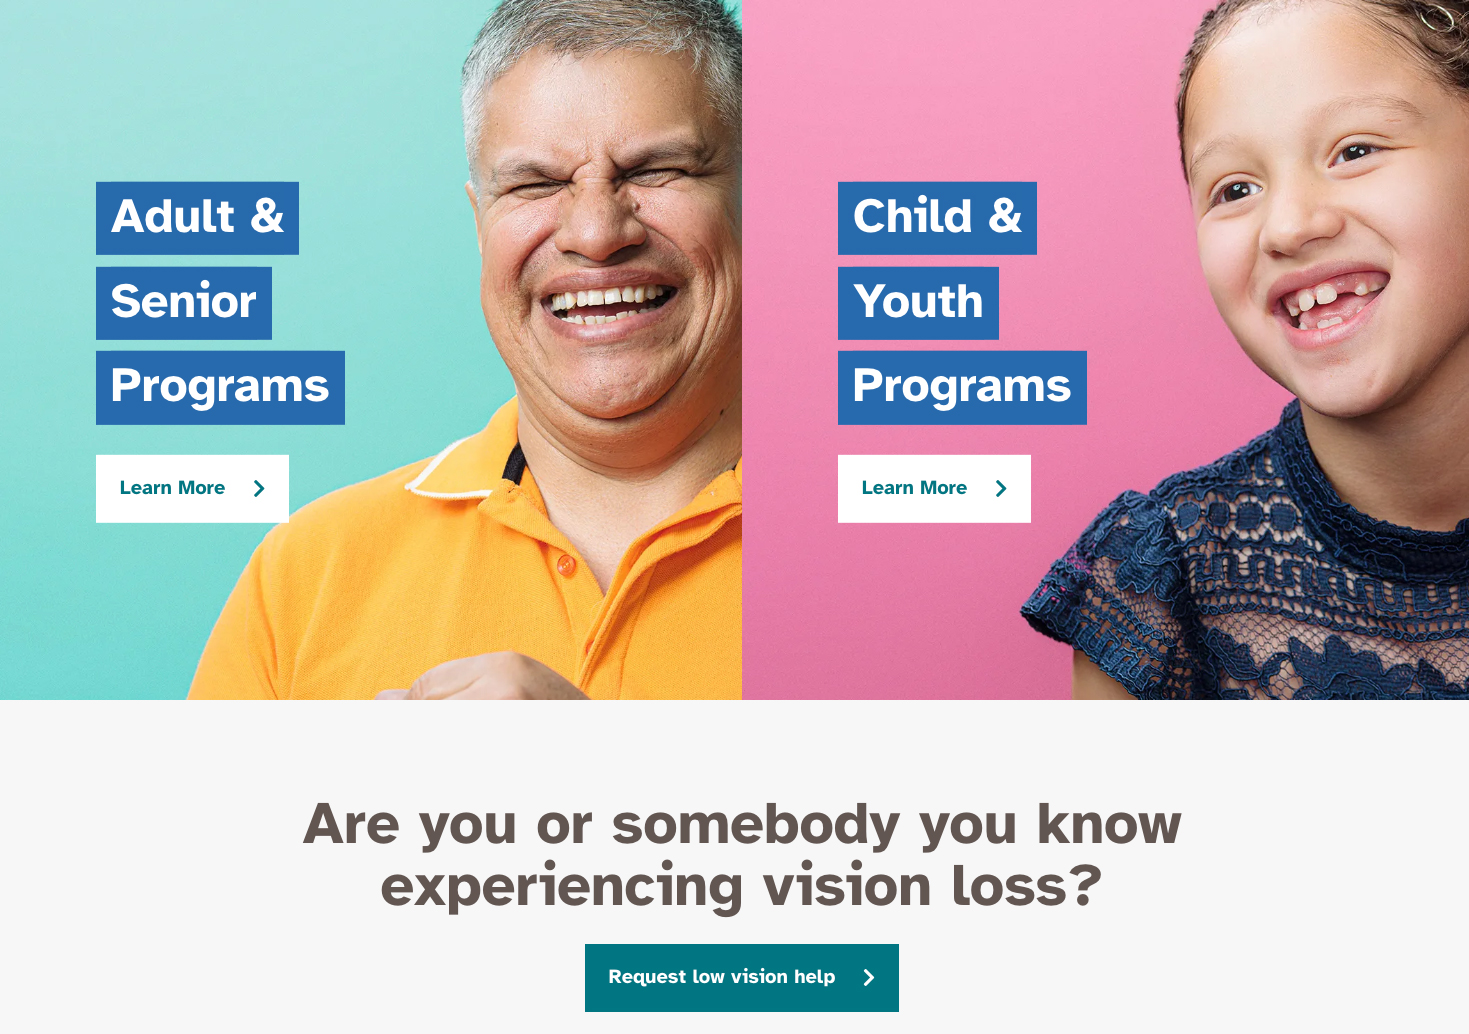 Adult &
Senior
Programs
Learn More
Child &
Youth
Programs
Learn More
Are you or somebody you know
experiencing vision loss?
Request low vision help